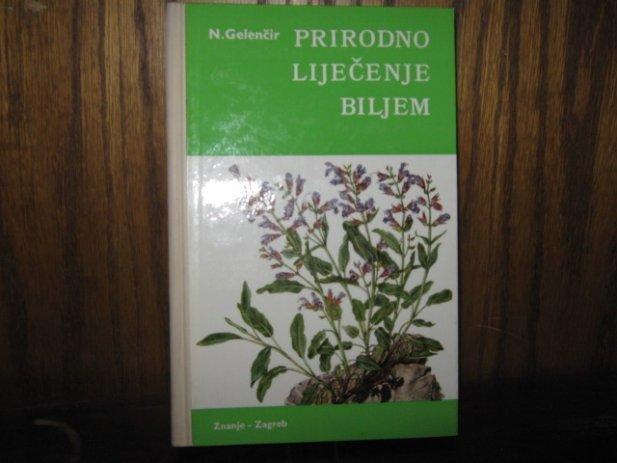 N.Gelenčir
PRIRODNO
LIJEČENJE
BILJEM
Znanje - Zagreb